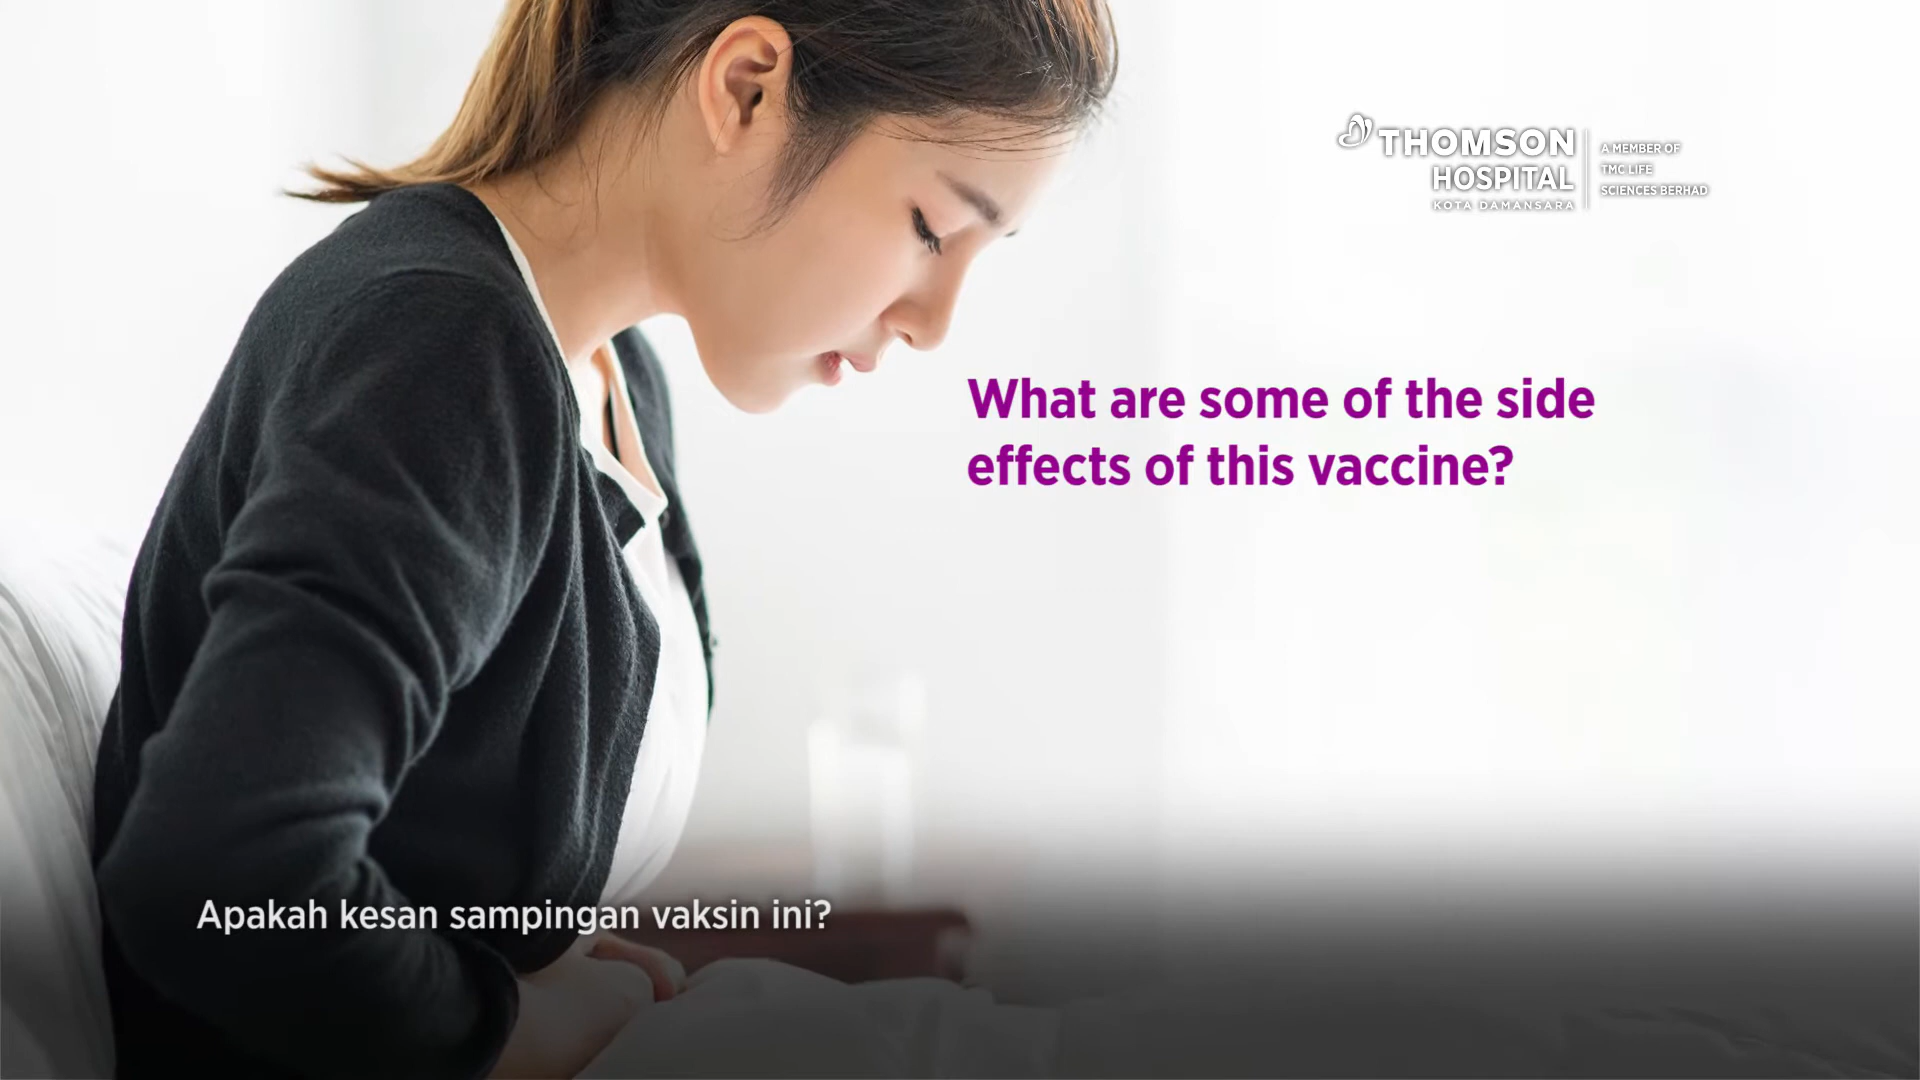 THOMSON
HOSPITAL
KOTA DAMANSARA
A MEMBER OF
TMC LIFE
SCIENCES BERHAD
What are some of the side
effects of this vaccine?
Apakah kesan sampingan vaksin ini?